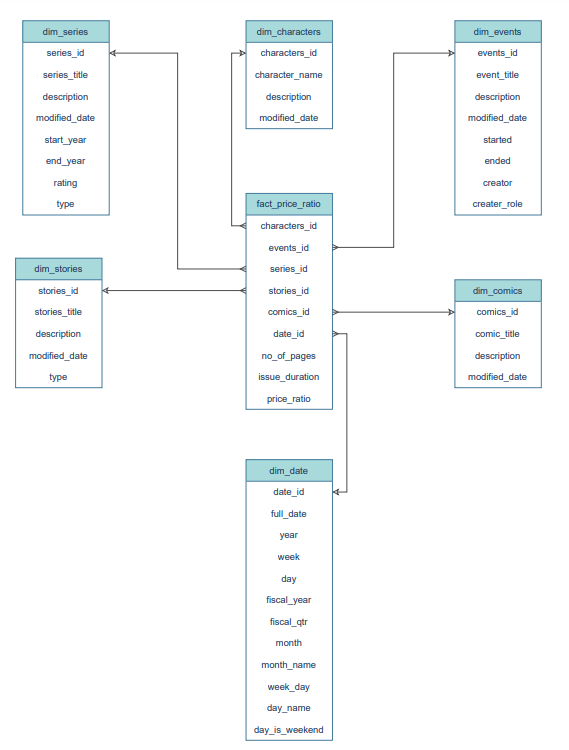 dim_series
series_id
series_title
description
modified_date
start_year
end_year
rating
type
dim_characters
characters_id
character_name
description
modified_date
dim_events
events_id
event_title
description
modified_date
started
ended
creator
creater_role
fact_price_ratio
characters_id
events_id
series_id
stories_id
comics_id
date_id
no_of_pages
issue_duration
price_ratio
dim_stories
stories_id
stories_title
description
modified_date
type
dim_comics
comics_id
comic_title
description
modified_date
dim_date
date_id
full_date
year
week
day
fiscal_year
fiscal_qtr
month
month_name
week_day
day_name
day_is_weekend